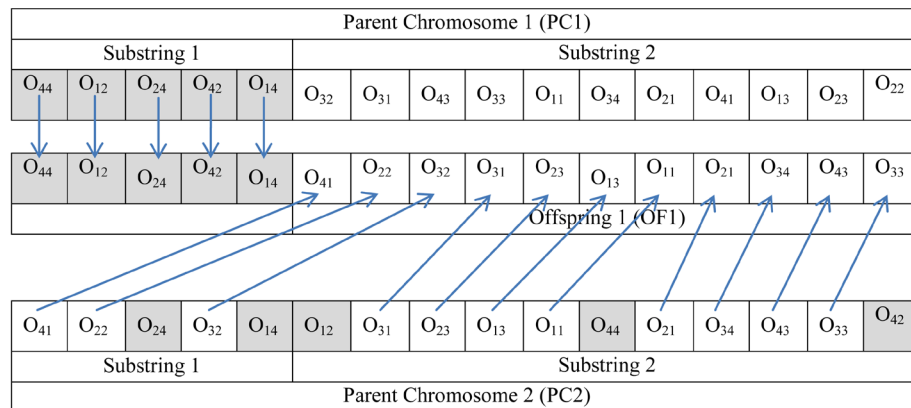 Parent Chromosome 1 (PC1)
Substring 1 Substring 2
O₄₄ O₁₂ O₂₄ O₄₂ O₁₄ O₃₂ O₃₁ O₄₃ O₃₃ O₁₁ O₃₄ O₂₁ O₄₁ O₁₃ O₂₃ O₂₂
O₄₄ O₁₂ O₂₄ O₄₂ O₁₄ O₄₁ O₂₂ O₃₂ O₃₁ O₂₃ O₁₃ O₁₁ O₂₁ O₃₄ O₄₃ O₃₃
Offspring 1 (OF1)
O₄₁ O₂₂ O₂₄ O₃₂ O₁₄ O₁₂ O₃₁ O₂₃ O₁₃ O₁₁ O₄₄ O₂₁ O₃₄ O₄₃ O₃₃ O₄₂
Substring 1 Substring 2
Parent Chromosome 2 (PC2)